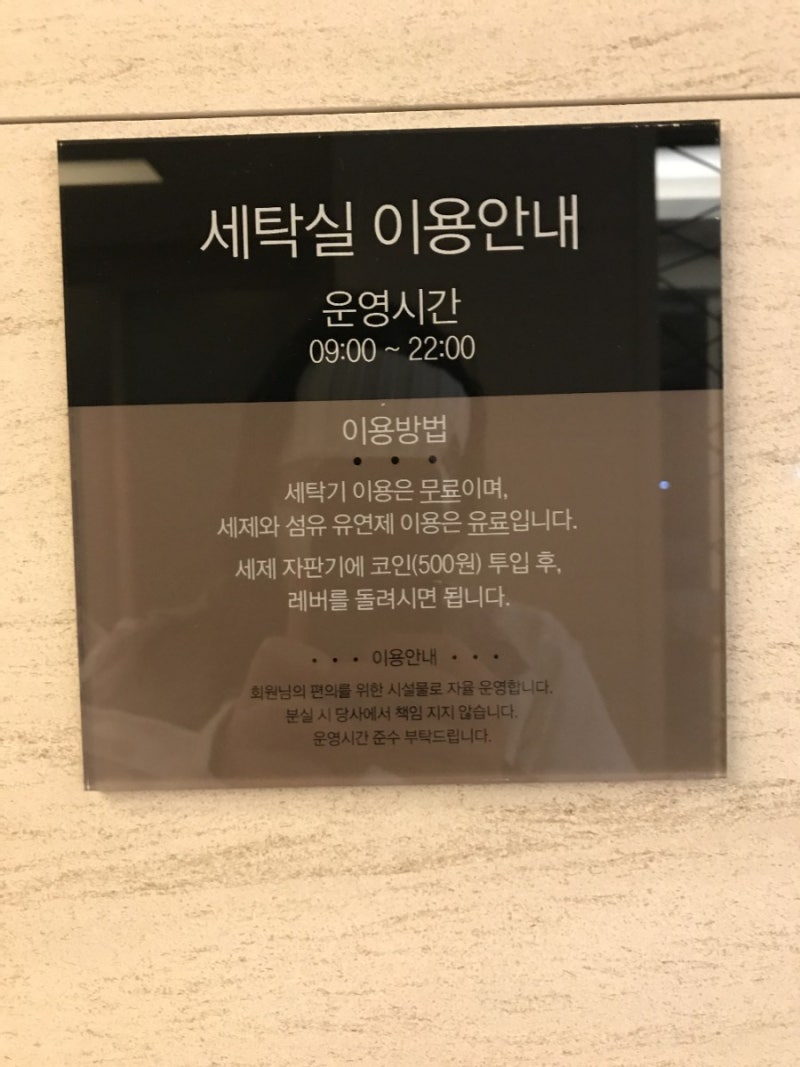 세탁실 이용안내
운영시간
09:00 ~ 22:00
이용방법
• • •
세탁기 이용은 무료이며,
세제와 섬유 유연제 이용은 유료입니다.
세제 자판기에 코인(500원) 투입 후,
레버를 돌려시면 됩니다.
• • • 이용안내 • • •
회원님의 편의를 위한 시설물로 자율 운영합니다.
분실 시 당사에서 책임 지지 않습니다.
운영시간 준수 부탁드립니다.